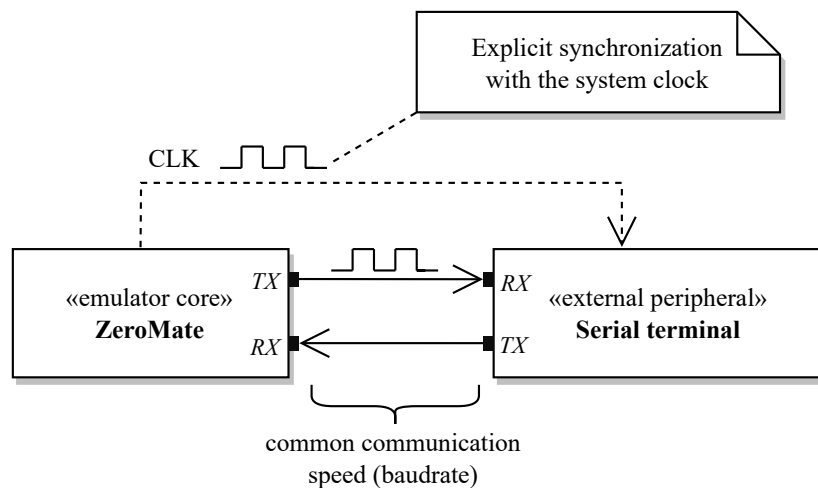 Explicit synchronization
with the system clock
CLK
TX
RX
«emulator core»
«external peripheral»
ZeroMate
Serial terminal
RX
TX
common communication
speed (baudrate)